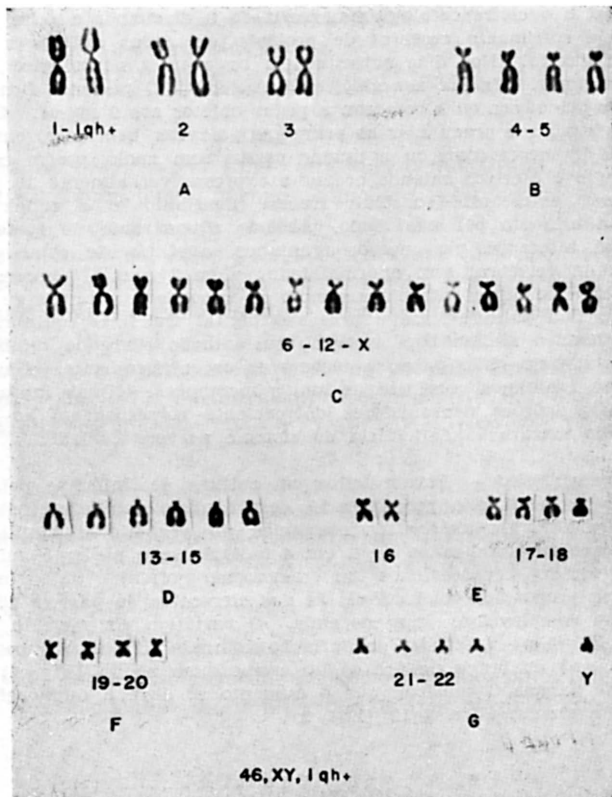 1-1qh+ 2 3 4-5
A B
6-12-X
C
13-15 16 17-18
D E
19-20 21-22 Y
F G
46, XY, 1qh+